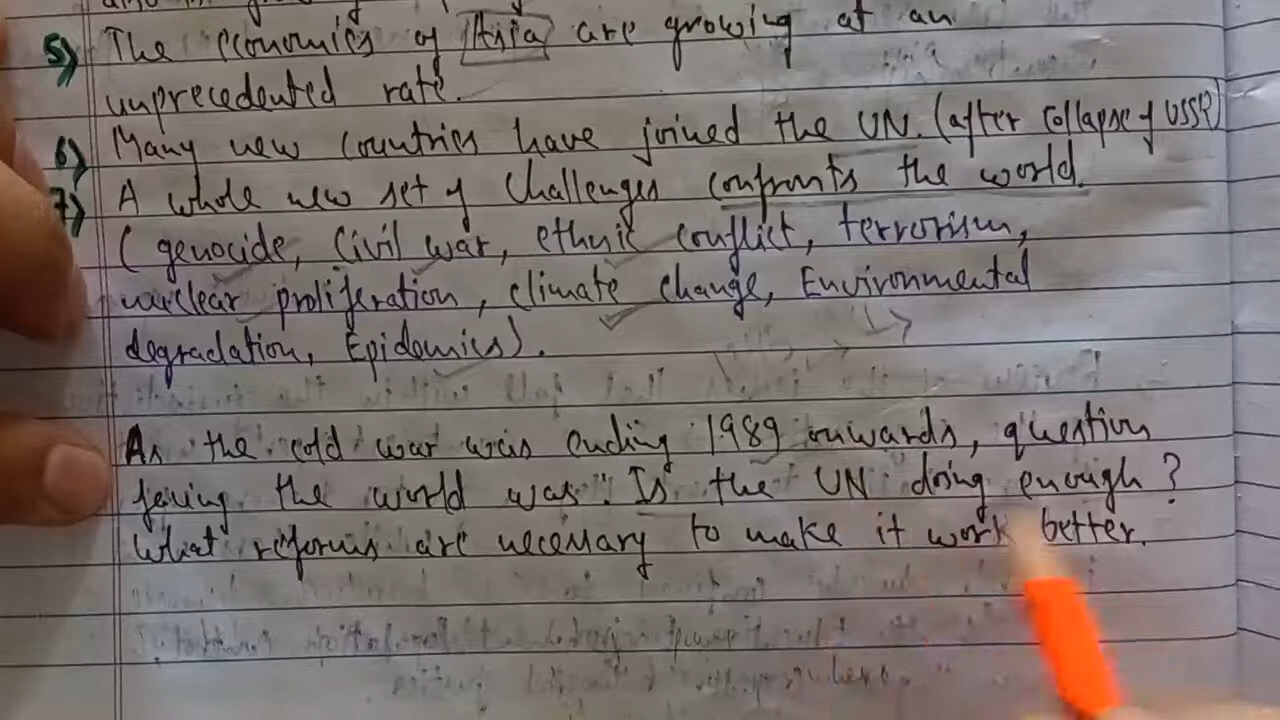 5) The economies of Asia are growing at an
unprecedented rate.
6) Many new countries have joined the UN. (after collapse of USSR)
7) A whole new set of challenges confronts the world.
(genocide, Civil war, ethnic conflict, terrorism,
nuclear proliferation, climate change, Environmental
degradation, Epidemics).
As the cold war was ending 1989 onwards, question
facing the world was. Is the UN doing enough?
What reforms are necessary to make it work better.